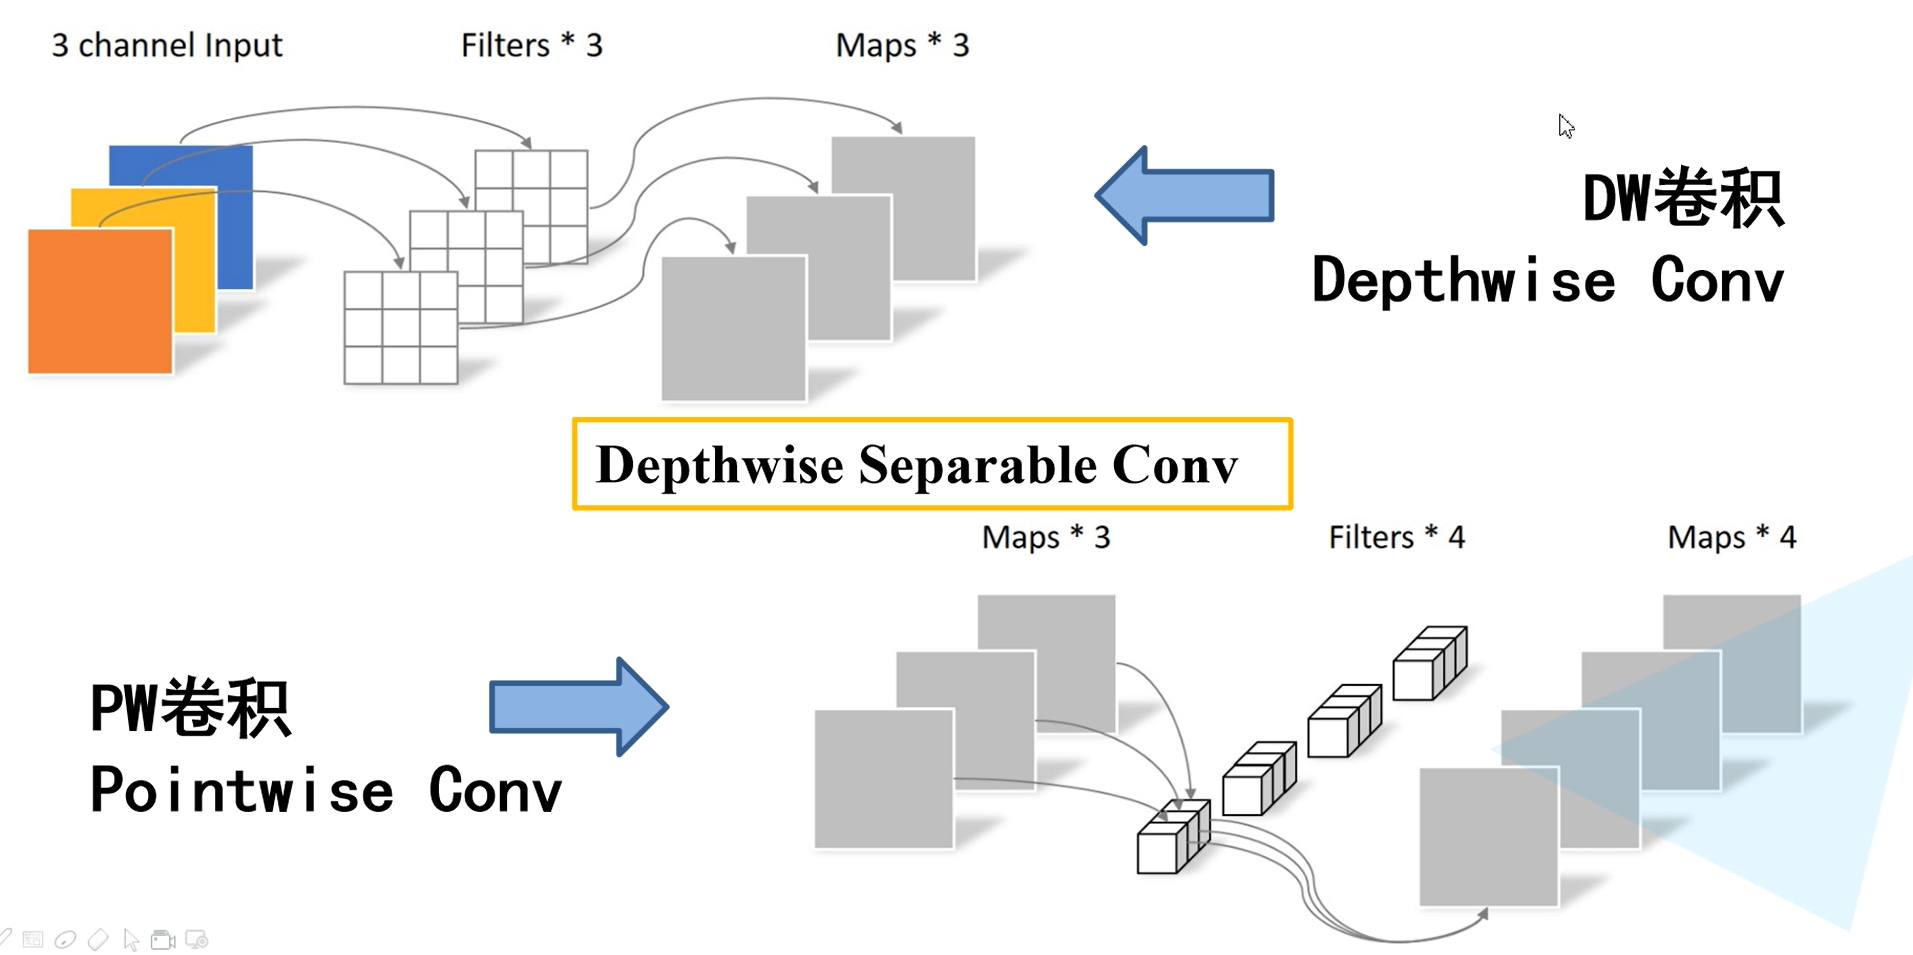 3 channel Input
Filters * 3
Maps * 3
DW卷积
Depthwise Conv
Depthwise Separable Conv
Maps * 3
Filters * 4
Maps * 4
PW卷积
Pointwise Conv